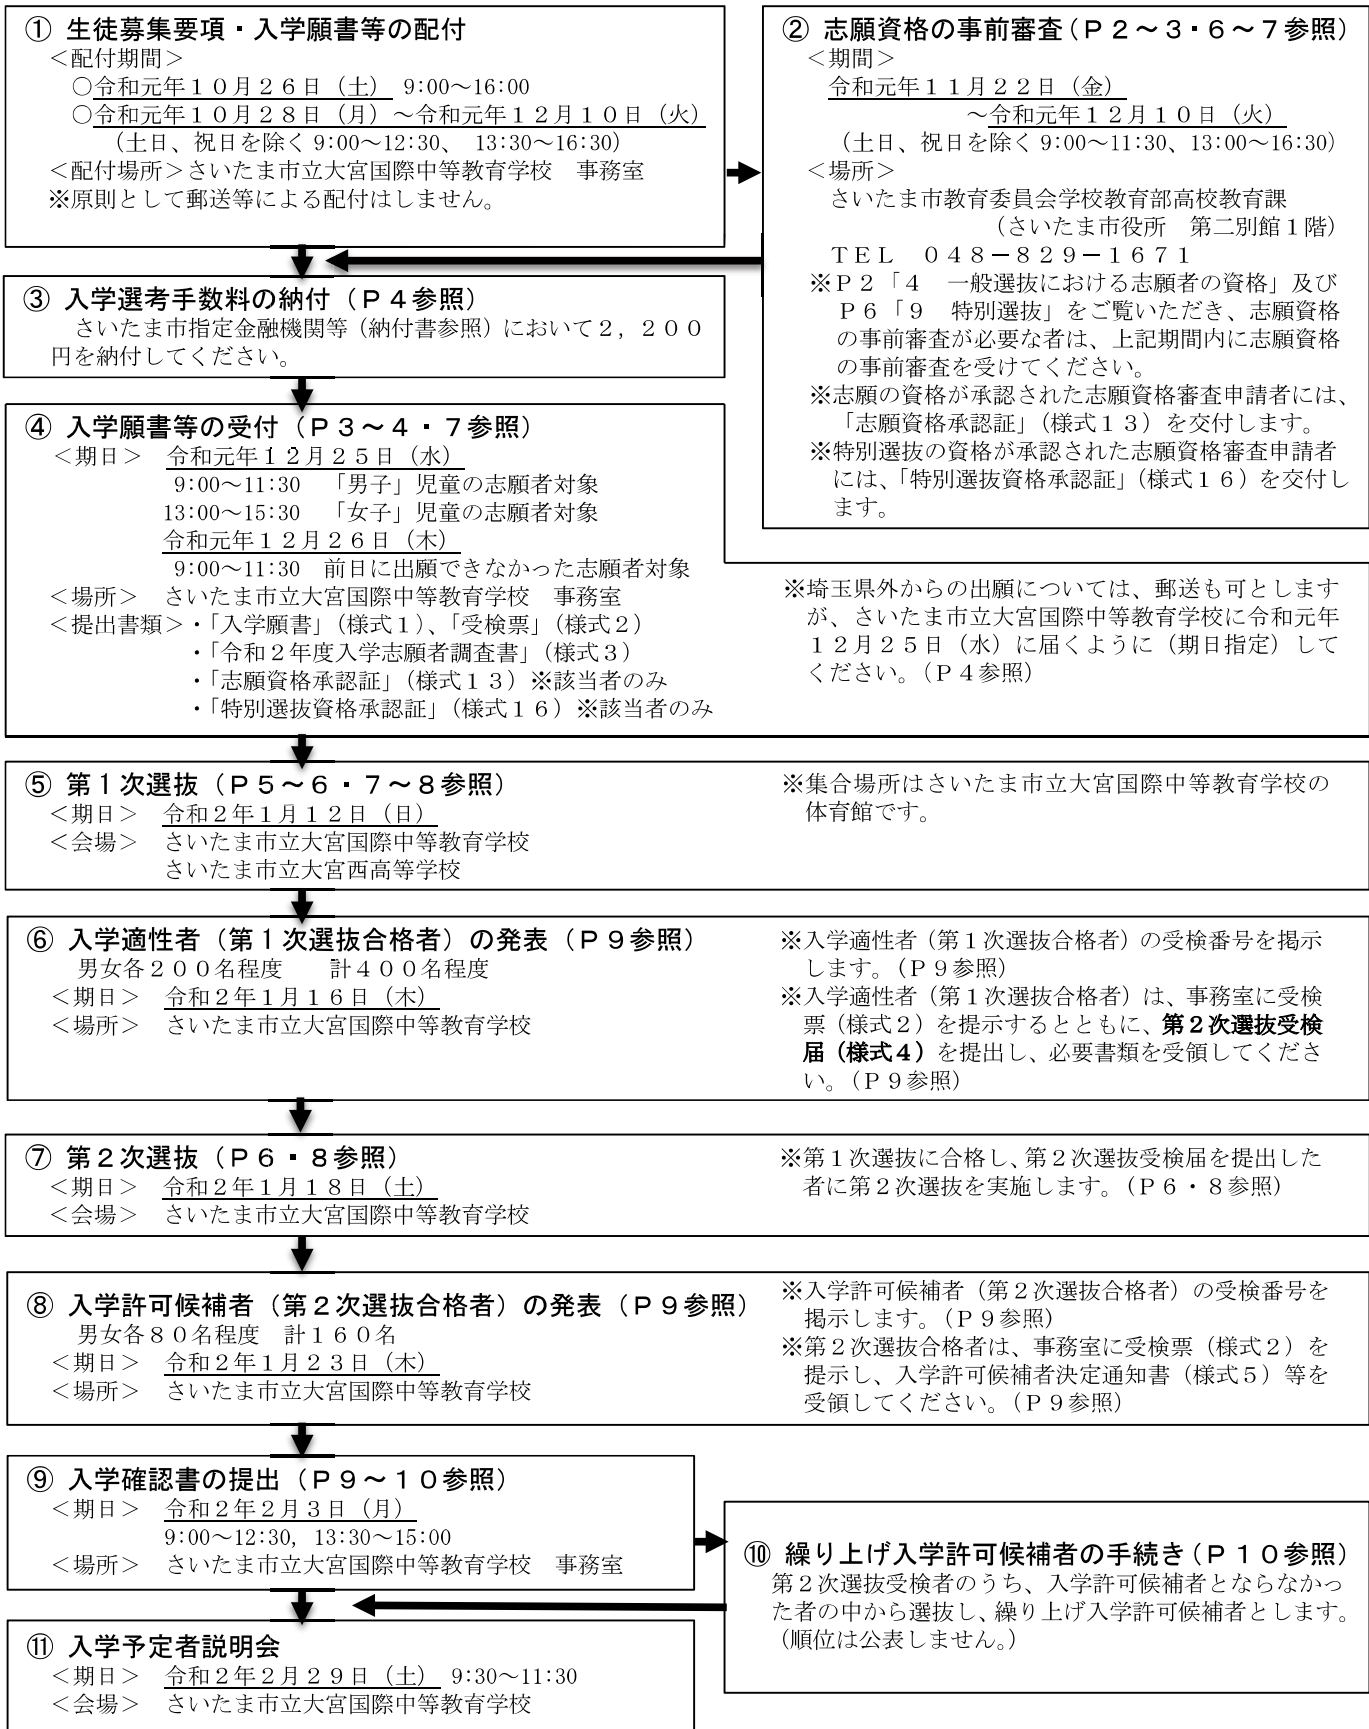 ① 生徒募集要項・入学願書等の配付
＜配付期間＞
○令和元年１０月２６日（土） 9:00～16:00
○令和元年１０月２８日（月）～令和元年１２月１０日（火）
（土日、祝日を除く 9:00～12:30、 13:30～16:30）
＜配付場所＞さいたま市立大宮国際中等教育学校　事務室
※原則として郵送等による配付はしません。
② 志願資格の事前審査（Ｐ２～３・６～７参照）
＜期間＞
令和元年１１月２２日（金）
～令和元年１２月１０日（火）
（土日、祝日を除く 9:00～11:30、13:00～16:30）
＜場所＞
さいたま市教育委員会学校教育部高校教育課
（さいたま市役所　第二別館１階）
ＴＥＬ　０４８－８２９－１６７１
※Ｐ２「４　一般選抜における志願者の資格」及び
Ｐ６「９　特別選抜」をご覧いただき、志願資格
の事前審査が必要な者は、上記期間内に志願資格
の事前審査を受けてください。
※志願の資格が承認された志願資格審査申請者には、
「志願資格承認証」（様式１３）を交付します。
※特別選抜の資格が承認された志願資格審査申請者
には、「特別選抜資格承認証」（様式１６）を交付し
ます。
③ 入学選考手数料の納付（Ｐ４参照）
さいたま市指定金融機関等（納付書参照）において２，２００
円を納付してください。
④ 入学願書等の受付（Ｐ３～４・７参照）
＜期日＞　令和元年１２月２５日（水）
9:00～11:30　「男子」児童の志願者対象
13:00～15:30　「女子」児童の志願者対象
令和元年１２月２６日（木）
9:00～11:30　前日に出願できなかった志願者対象
＜場所＞　さいたま市立大宮国際中等教育学校　事務室
＜提出書類＞・「入学願書」（様式１）、「受検票」（様式２）
・「令和２年度入学志願者調査書」（様式３）
・「志願資格承認証」（様式１３）※該当者のみ
・「特別選抜資格承認証」（様式１６）※該当者のみ
※埼玉県外からの出願については、郵送も可とします
が、さいたま市立大宮国際中等教育学校に令和元年
１２月２５日（水）に届くように（期日指定）して
ください。（Ｐ４参照）
⑤ 第１次選抜（Ｐ５～６・７～８参照）
＜期日＞　令和２年１月１２日（日）
＜会場＞　さいたま市立大宮国際中等教育学校
さいたま市立大宮西高等学校
※集合場所はさいたま市立大宮国際中等教育学校の
体育館です。
⑥ 入学適性者（第１次選抜合格者）の発表（Ｐ９参照）
男女各２００名程度　　計４００名程度
＜期日＞　令和２年１月１６日（木）
＜場所＞　さいたま市立大宮国際中等教育学校
※入学適性者（第１次選抜合格者）の受検番号を掲示
します。（Ｐ９参照）
※入学適性者（第１次選抜合格者）は、事務室に受検
票（様式２）を提示するとともに、第２次選抜受検
届（様式４）を提出し、必要書類を受領してくださ
い。（Ｐ９参照）
⑦ 第２次選抜（Ｐ６・８参照）
＜期日＞　令和２年１月１８日（土）
＜会場＞　さいたま市立大宮国際中等教育学校
※第１次選抜に合格し、第２次選抜受検届を提出した
者に第２次選抜を実施します。（Ｐ６・８参照）
⑧ 入学許可候補者（第２次選抜合格者）の発表（Ｐ９参照）
男女各８０名程度　計１６０名
＜期日＞　令和２年１月２３日（木）
＜場所＞　さいたま市立大宮国際中等教育学校
※入学許可候補者（第２次選抜合格者）の受検番号を
掲示します。（Ｐ９参照）
※第２次選抜合格者は、事務室に受検票（様式２）を
提示し、入学許可候補者決定通知書（様式５）等を
受領してください。（Ｐ９参照）
⑨ 入学確認書の提出（Ｐ９～１０参照）
＜期日＞　令和２年２月３日（月）
9:00～12:30, 13:30～15:00
＜場所＞　さいたま市立大宮国際中等教育学校　事務室
⑩ 繰り上げ入学許可候補者の手続き（Ｐ１０参照）
第２次選抜受検者のうち、入学許可候補者とならなかっ
た者の中から選抜し、繰り上げ入学許可候補者とします。
（順位は公表しません。）
⑪ 入学予定者説明会
＜期日＞　令和２年２月２９日（土） 9:30～11:30
＜会場＞　さいたま市立大宮国際中等教育学校